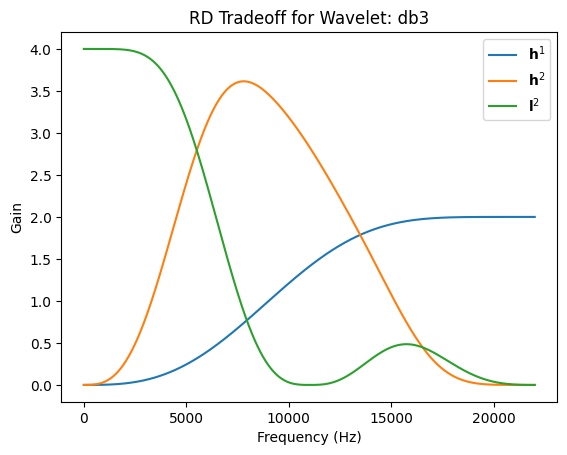 RD Tradeoff for Wavelet: db3
4.0
3.5
3.0
2.5
2.0
1.5
1.0
0.5
0.0
Gain
h¹
h²
l²
0 5000 10000 15000 20000
Frequency (Hz)